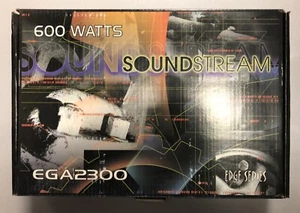 600 WATTS
SOUNDSTREAM
EGA2300
EDGE SERIES